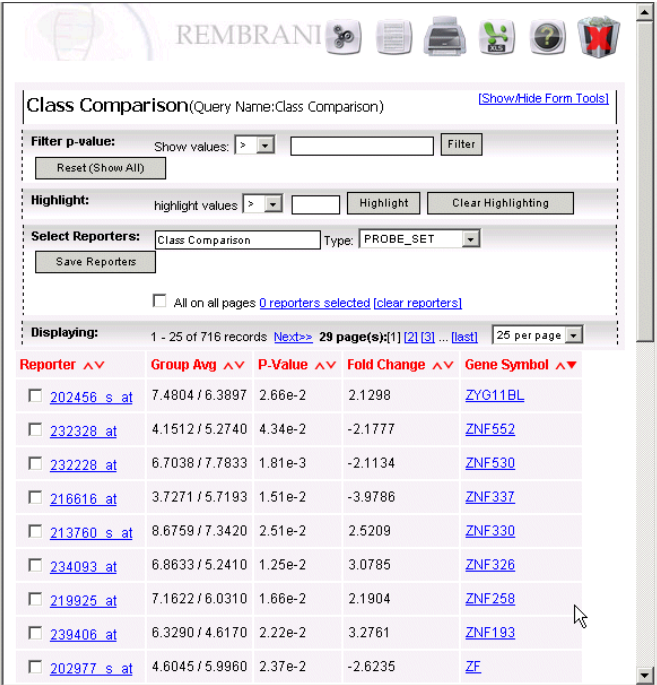 REMBRAN
XLS
?
Class Comparison(Query Name:Class Comparison)
[Show/Hide Form Tools]
Filter p-value: Show values: > Filter
Reset (Show All)
Highlight: highlight values > Highlight Clear Highlighting
Select Reporters: Class Comparison Type: PROBE_SET
Save Reporters
All on all pages 0 reporters selected [clear reporters]
Displaying: 1 - 25 of 716 records Next>> 29 page(s):[1] [2] [3] ... [last] 25 per page
Reporter Group Avg P-Value Fold Change Gene Symbol
202456_s_at 7.4804 / 6.3897 2.66e-2 2.1298 ZYG11BL
232328_at 4.1512 / 5.2740 4.34e-2 -2.1777 ZNF552
232228_at 6.7038 / 7.7833 1.81e-3 -2.1134 ZNF530
216616_at 3.7271 / 5.7193 1.51e-2 -3.9786 ZNF337
213760_s_at 8.6759 / 7.3420 2.51e-2 2.5209 ZNF330
234093_at 6.8633 / 5.2410 1.25e-2 3.0785 ZNF326
219925_at 7.1622 / 6.0310 1.66e-2 2.1904 ZNF258
239406_at 6.3290 / 4.6170 2.22e-2 3.2761 ZNF193
202977_s_at 4.6045 / 5.9960 2.37e-2 -2.6235 ZF